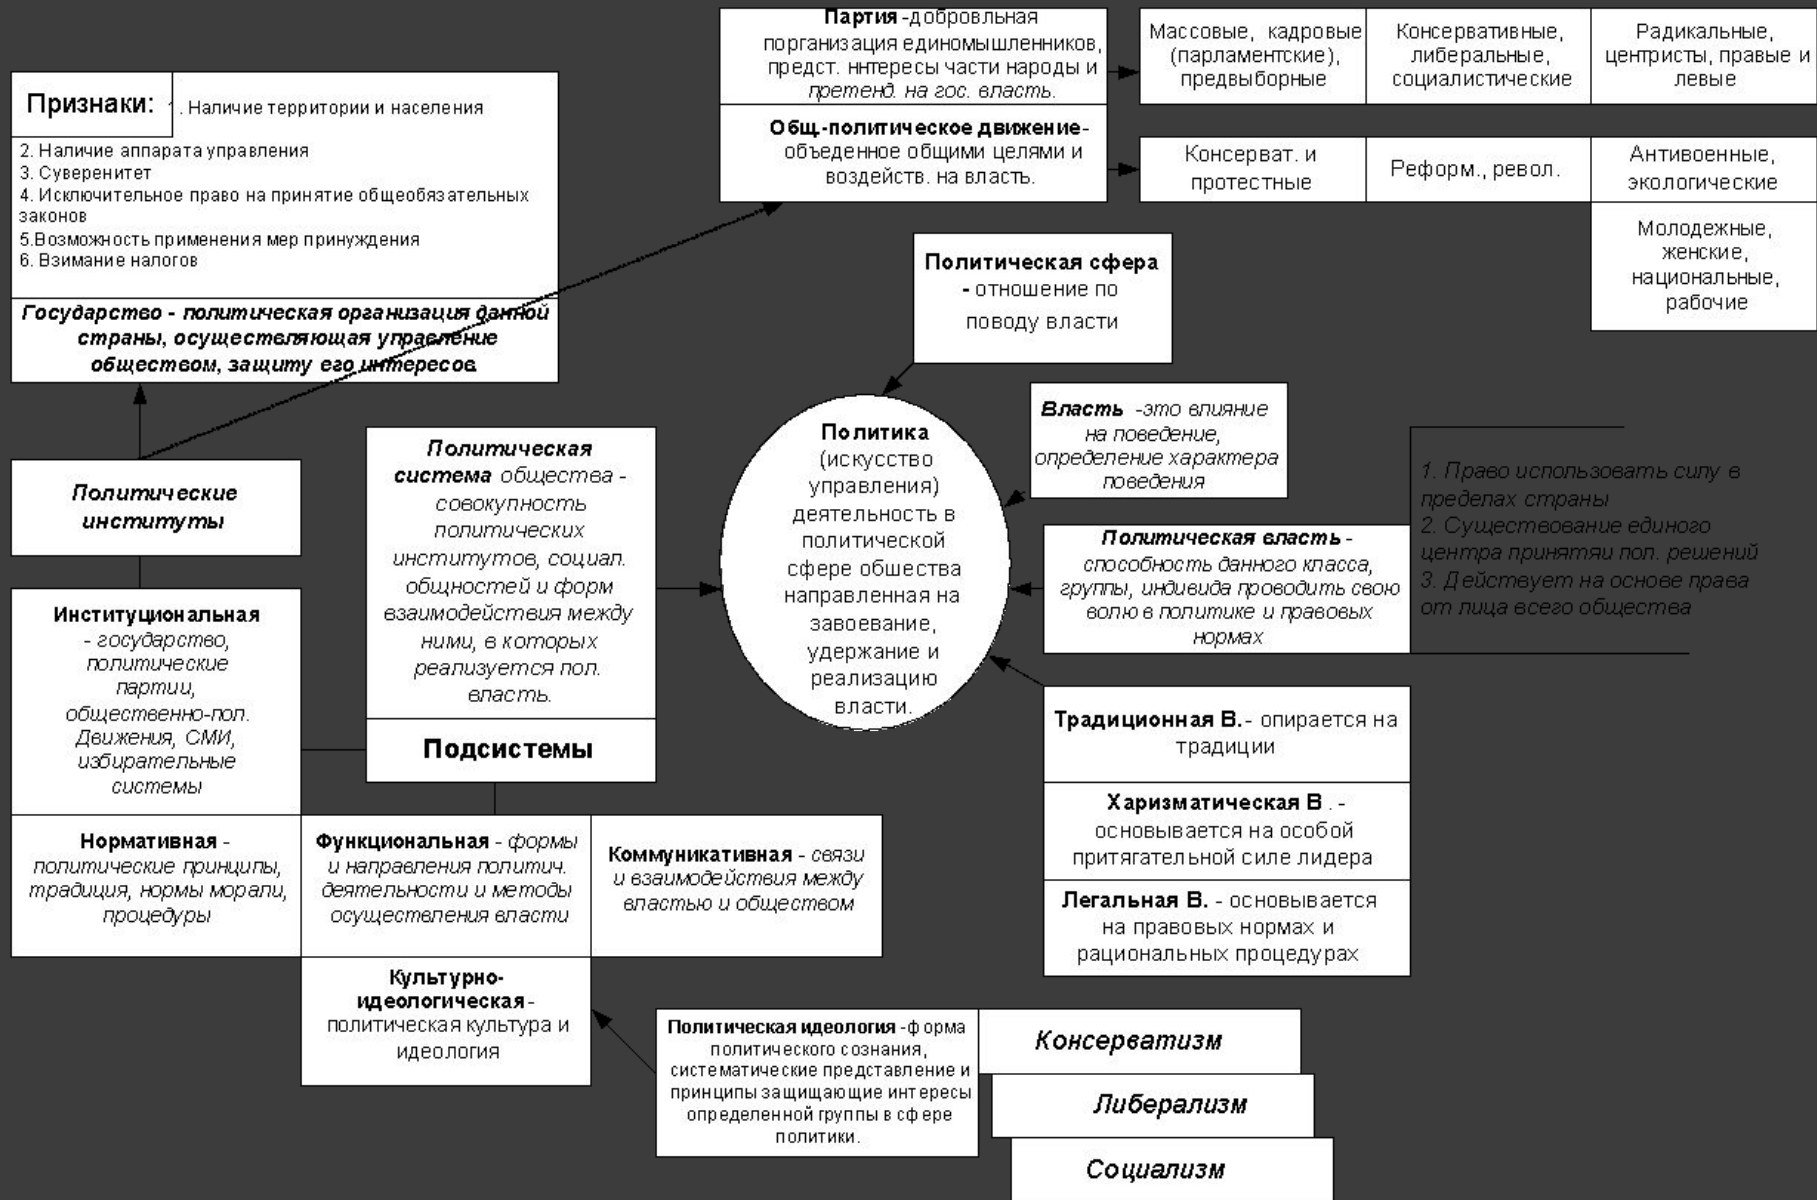 Партия -добровльная
порганизация единомышленников,
предст. ннтересы части народы и
претенд. на гос. власть.
Массовые, кадровые
(парламентские),
предвыборные
Консервативные,
либеральные,
социалистические
Радикальные,
центристы, правые и
левые
Общ.-политическое движение-
объеденное общими целями и
воздейств. на власть.
Консерват. и
протестные
Реформ., револ.
Антивоенные,
экологические
Молодежные,
женские,
национальные,
рабочие
Признаки:
. Наличие территории и населения
2. Наличие аппарата управления
3. Суверенитет
4. Исключительное право на принятие общеобязательных
законов
5.Возможность применения мер принуждения
6. Взимание налогов
Государство - политическая организация данной
страны, осуществляющая управление
обществом, защиту его интересов
Политическая сфера
- отношение по
поводу власти
Политические
институты
Политическая
система общества -
совокупность
политических
институтов, социал.
общностей и форм
взаимодействия между
ними, в которых
реализуется пол.
власть.
Подсистемы
Политика
(искусство
управления)
деятельность в
политической
сфере обшества
направленная на
завоевание,
удержание и
реализацию
власти.
Власть -это влияние
на поведение,
определение характера
поведения
Политическая власть -
способность данного класса,
группы, индивида проводить свою
волю в политике и правовых
нормах
1. Право использовать силу в
пределах страны
2. Существование единого
центра принятяи пол. решений
3. Действует на основе права
от лица всего общества
Традиционная В.- опирается на
традиции
Харизматическая В . -
основывается на особой
притягательной силе лидера
Легальная В. - основывается
на правовых нормах и
рациональных процедурах
Институциональная
- государство,
политические
партии,
общественно-пол.
Движения, СМИ,
избирательные
системы
Нормативная -
политические принципы,
традиция, нормы морали,
процедуры
Функциональная - формы
и направления политич.
деятельности и методы
осуществления власти
Коммуникативная - связи
и взаимодействия между
властью и обществом
Культурно-
идеологическая-
политическая культура и
идеология
Политическая идеология -форма
политического сознания,
систематические представление и
принципы защищающие интересы
определенной группы в сфере
политики.
Консерватизм
Либерализм
Социализм